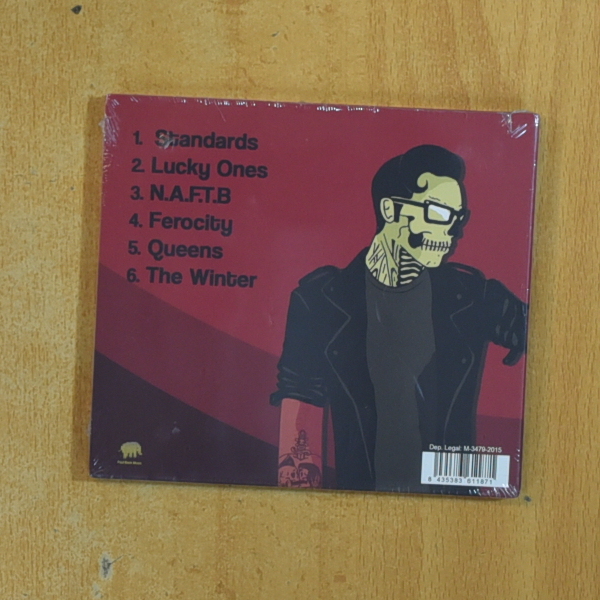 1. Standards
2. Lucky Ones
3. N.A.F.T.B
4. Ferocity
5. Queens
6. The Winter
Dep. Legal: M-3479-2015
8 435383 611871